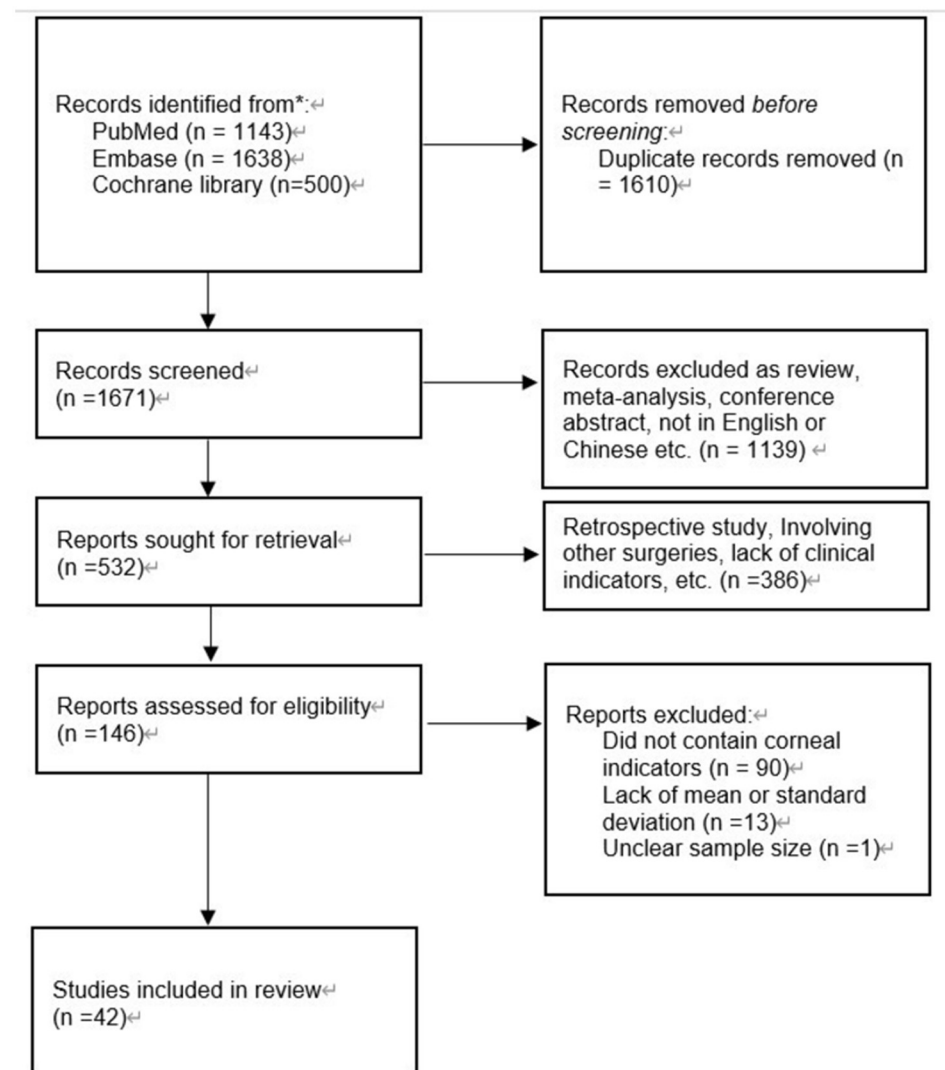 Records identified from*:↵
PubMed (n = 1143)↵
Embase (n = 1638)↵
Cochrane library (n=500)↵
Records removed before
screening:↵
Duplicate records removed (n
= 1610)↵
Records screened↵
(n =1671)↵
Records excluded as review,
meta-analysis, conference
abstract, not in English or
Chinese etc. (n = 1139) ↵
Reports sought for retrieval↵
(n =532)↵
Retrospective study, Involving
other surgeries, lack of clinical
indicators, etc. (n =386)↵
Reports assessed for eligibility↵
(n =146)↵
Reports excluded:↵
Did not contain corneal
indicators (n = 90)↵
Lack of mean or standard
deviation (n =13)↵
Unclear sample size (n =1)↵
Studies included in review↵
(n =42)↵